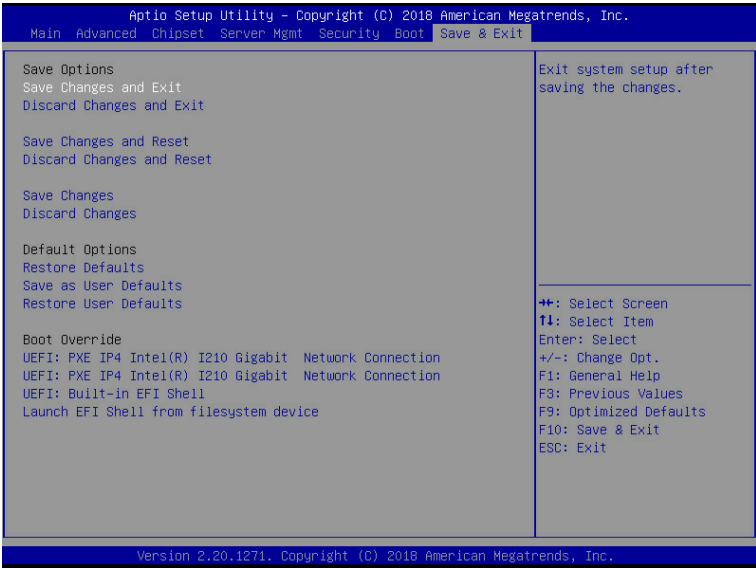 Aptio Setup Utility – Copyright (C) 2018 American Megatrends, Inc.
Main Advanced Chipset Server Mgmt Security Boot Save & Exit
Save Options
Save Changes and Exit
Discard Changes and Exit
Save Changes and Reset
Discard Changes and Reset
Save Changes
Discard Changes
Default Options
Restore Defaults
Save as User Defaults
Restore User Defaults
Boot Override
UEFI: PXE IP4 Intel(R) I210 Gigabit  Network Connection
UEFI: PXE IP4 Intel(R) I210 Gigabit  Network Connection
UEFI: Built-in EFI Shell
Launch EFI Shell from filesystem device
Exit system setup after
saving the changes.
→←: Select Screen
↑↓: Select Item
Enter: Select
+/-: Change Opt.
F1: General Help
F3: Previous Values
F9: Optimized Defaults
F10: Save & Exit
ESC: Exit
Version 2.20.1271. Copyright (C) 2018 American Megatrends, Inc.